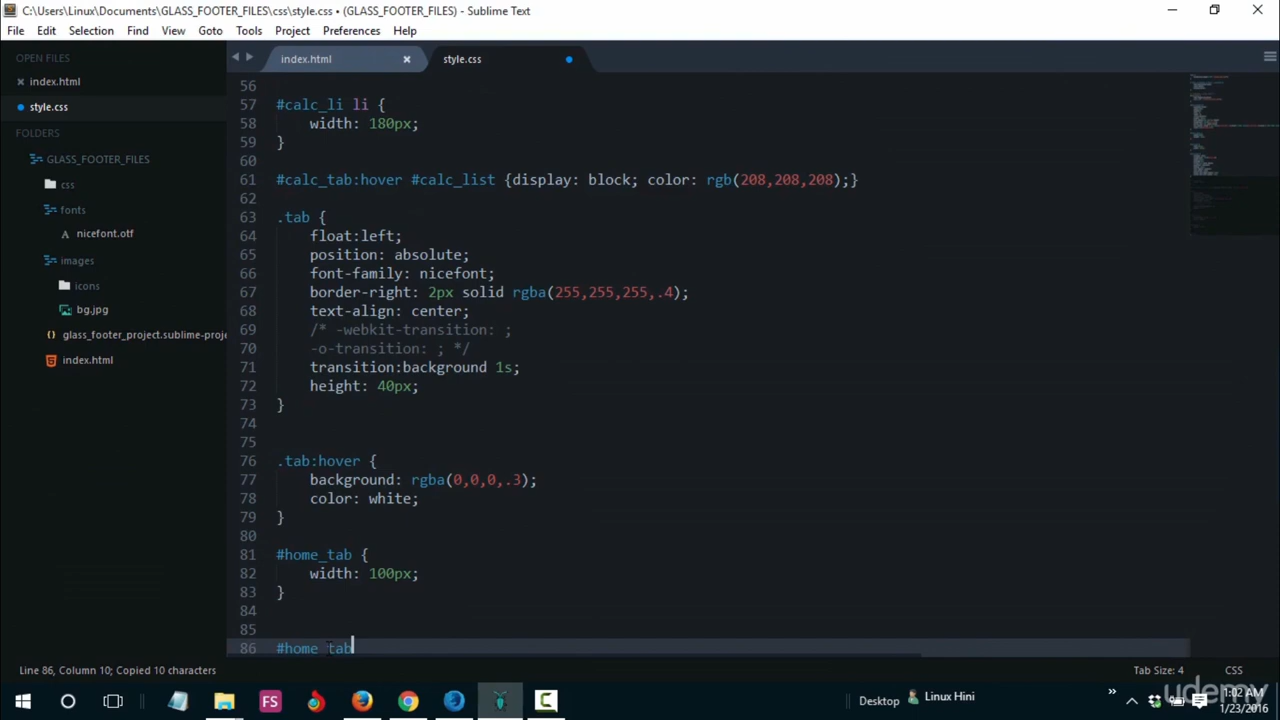 C:\Users\Linux\Documents\GLASS_FOOTER_FILES\css\style.css • (GLASS_FOOTER_FILES) - Sublime Text
File Edit Selection Find View Goto Tools Project Preferences Help
OPEN FILES
index.html
style.css
FOLDERS
GLASS_FOOTER_FILES
css
fonts
nicefont.otf
images
icons
bg.jpg
glass_footer_project.sublime-proje
index.html
index.html
style.css
56
57 #calc_li li {
58 width: 180px;
59 }
60
61 #calc_tab:hover #calc_list {display: block; color: rgb(208,208,208);}
62
63 .tab {
64 float:left;
65 position: absolute;
66 font-family: nicefont;
67 border-right: 2px solid rgba(255,255,255,.4);
68 text-align: center;
69 /* -webkit-transition: ;
70 -o-transition: ; */
71 transition:background 1s;
72 height: 40px;
73 }
74
75
76 .tab:hover {
77 background: rgba(0,0,0,.3);
78 color: white;
79 }
80
81 #home_tab {
82 width: 100px;
83 }
84
85
86 #home_tab
Line 86, Column 10; Copied 10 characters
Tab Size: 4 CSS
FS
Desktop
Linux Hini
1:02 AM
1/23/2016
udemy